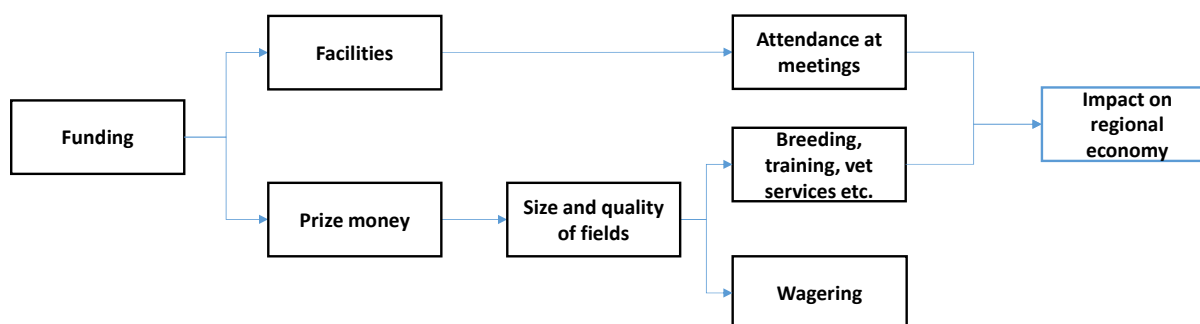 Facilities
Attendance at
meetings
Funding
Impact on
regional
economy
Breeding,
training, vet
services etc.
Prize money
Size and quality
of fields
Wagering